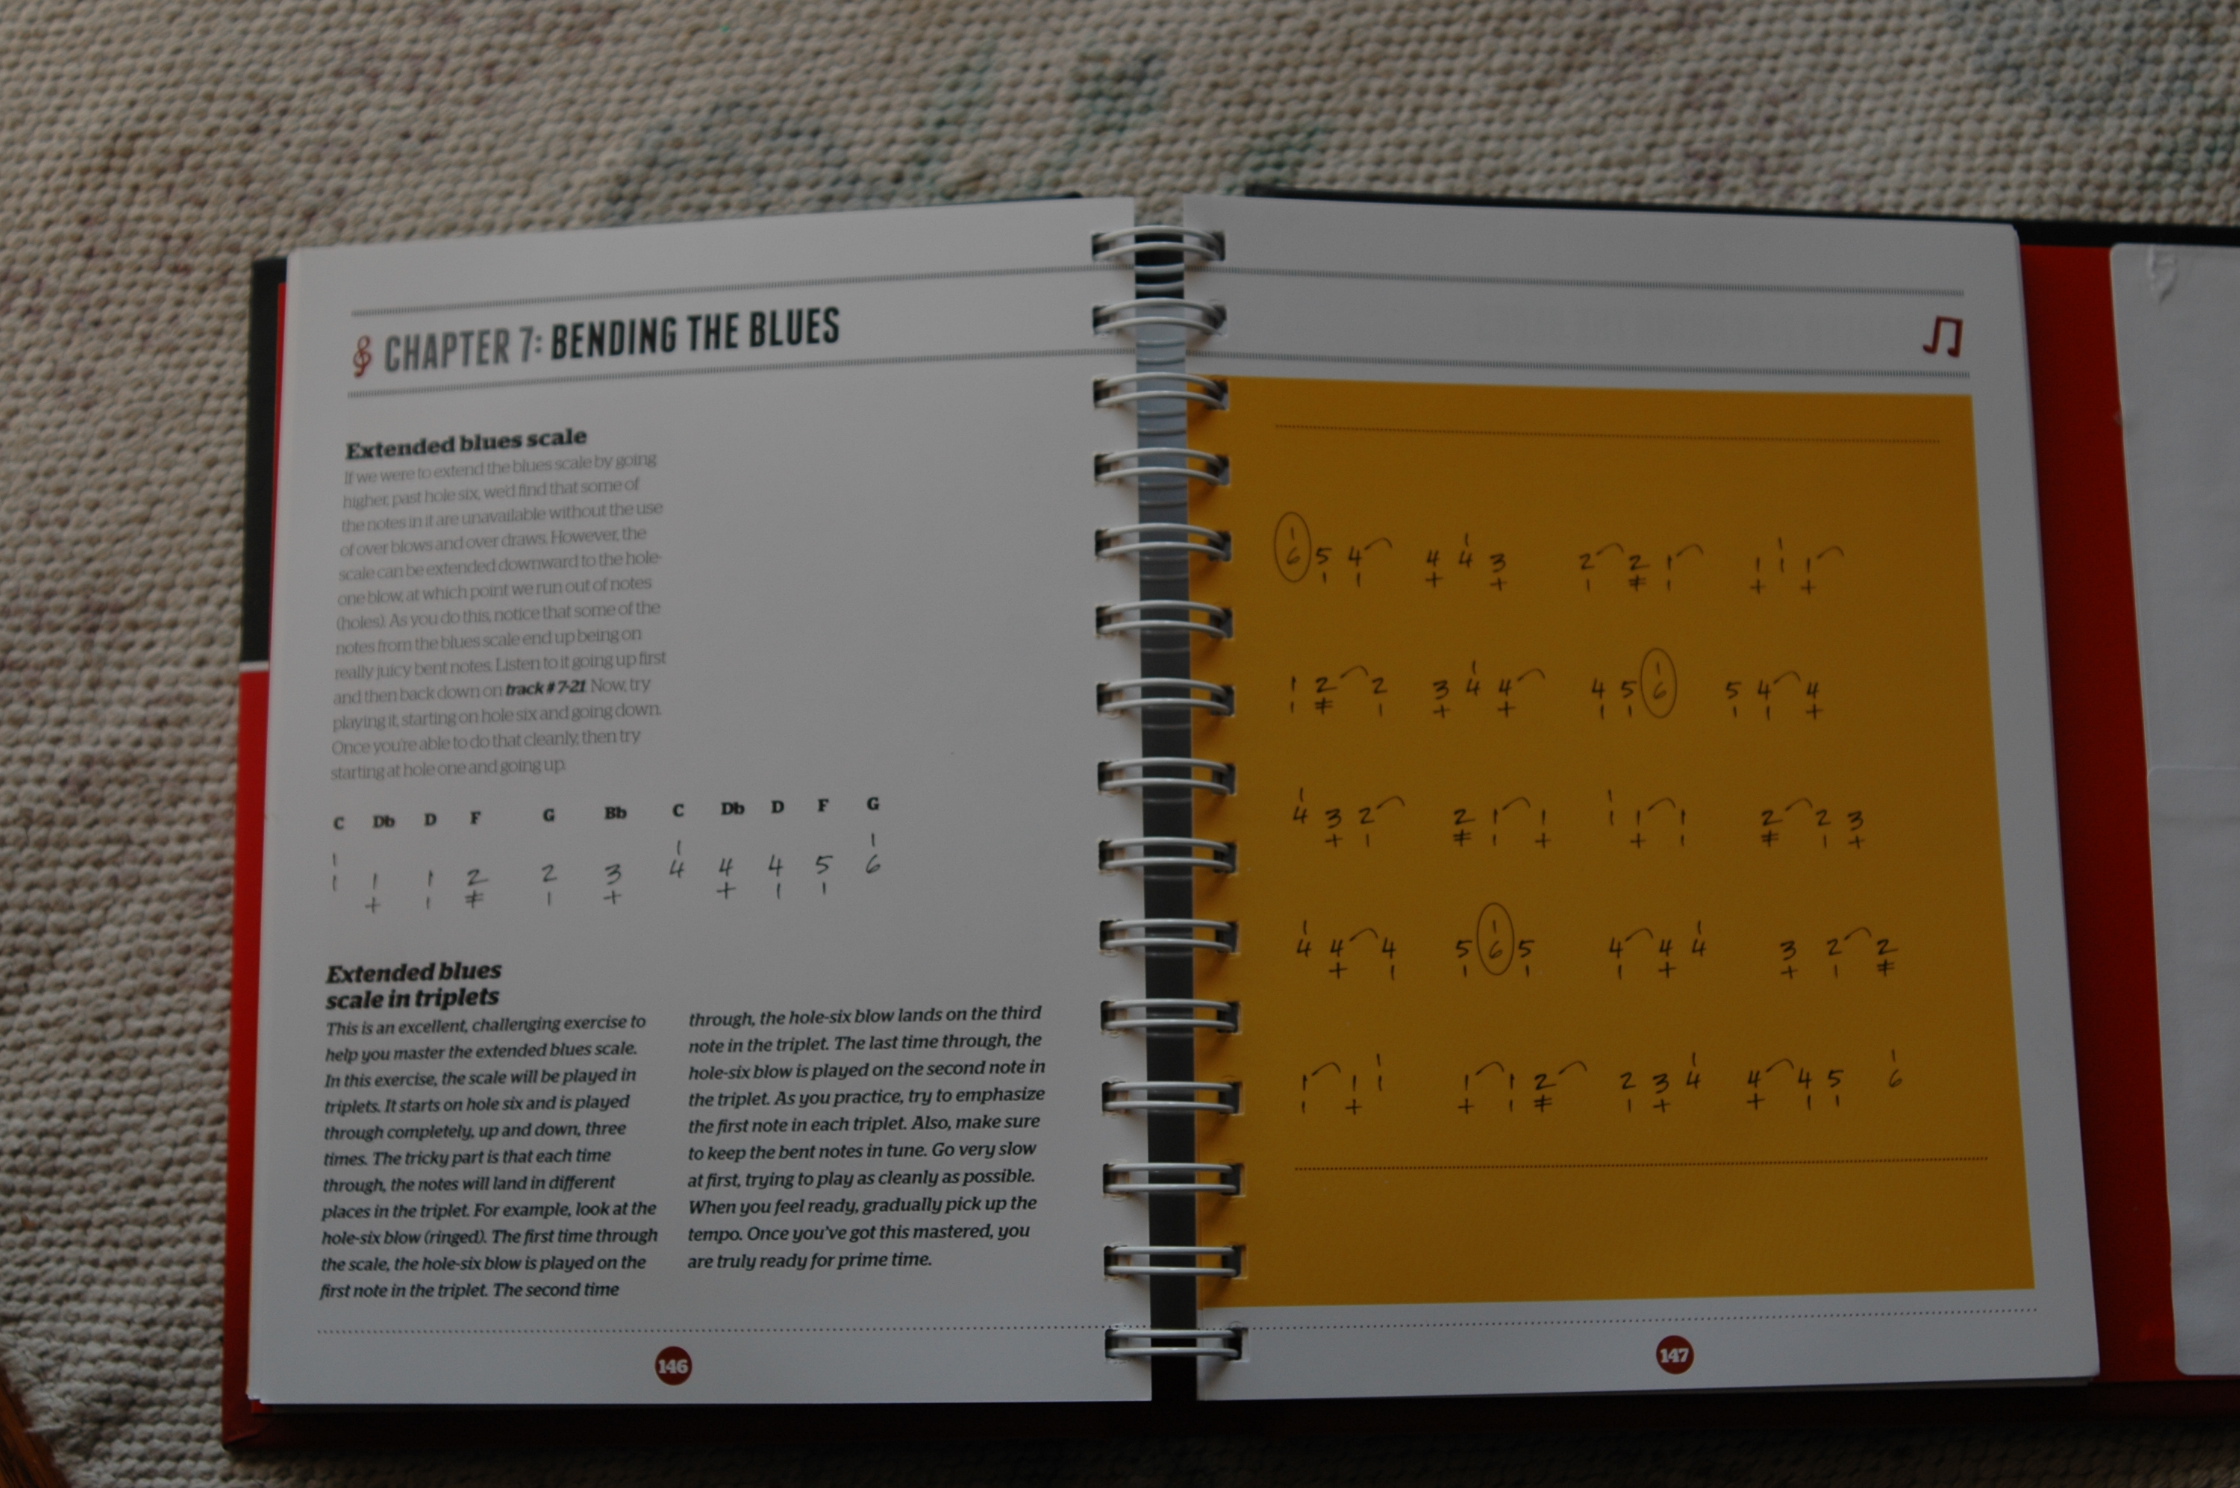 CHAPTER 7: BENDING THE BLUES
Extended blues scale
If we were to extend the blues scale by going
higher, past hole six, we'd find that some of
the notes in it are unavailable without the use
of over blows and over draws. However, the
scale can be extended downward to the hole-
one blow, at which point we run out of notes
(holes). As you do this, notice that some of the
notes from the blues scale end up being on
really juicy bent notes. Listen to it going up first
and then back down on track #7-21. Now, try
playing it, starting on hole six and going down.
Once you're able to do that cleanly, then try
starting at hole one and going up.
C Db D F G Bb C Db D F G
| | |
1 1 1 2 2 3 4 4 4 5 6
+ | ǂ | + + | |
Extended blues
scale in triplets
This is an excellent, challenging exercise to
help you master the extended blues scale.
In this exercise, the scale will be played in
triplets. It starts on hole six and is played
through completely, up and down, three
times. The tricky part is that each time
through, the notes will land in different
places in the triplet. For example, look at the
hole-six blow (ringed). The first time through
the scale, the hole-six blow is played on the
first note in the triplet. The second time
through, the hole-six blow lands on the third
note in the triplet. The last time through, the
hole-six blow is played on the second note in
the triplet. As you practice, try to emphasize
the first note in each triplet. Also, make sure
to keep the bent notes in tune. Go very slow
at first, trying to play as cleanly as possible.
When you feel ready, gradually pick up the
tempo. Once you've got this mastered, you
are truly ready for prime time.
146
| | |
6 5 4 4 4 3 2 2 1 1 1 1
| | + + | ǂ | + +
| |
1 2 2 3 4 4 4 5 6 5 4 4
| ǂ | + + | | | | +
| |
4 3 2 2 1 1 1 1 1 2 2 3
+ | ǂ | + + | ǂ | +
| | |
4 4 4 5 6 5 4 4 4 3 2 2
+ | | | | + + | ǂ
| | |
1 1 1 1 1 2 2 3 4 4 4 5 6
| + + | ǂ | + + | |
147